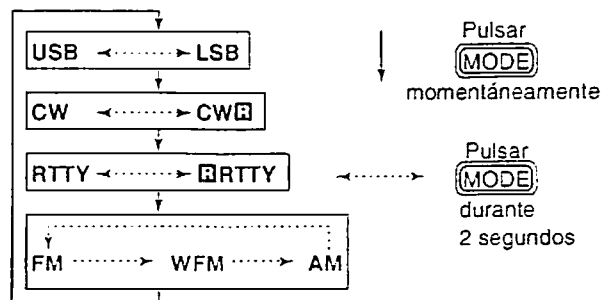 USB LSB
CW CW R
RTTY R RTTY
FM WFM AM
Pulsar
MODE
momentáneamente
Pulsar
MODE
durante
2 segundos